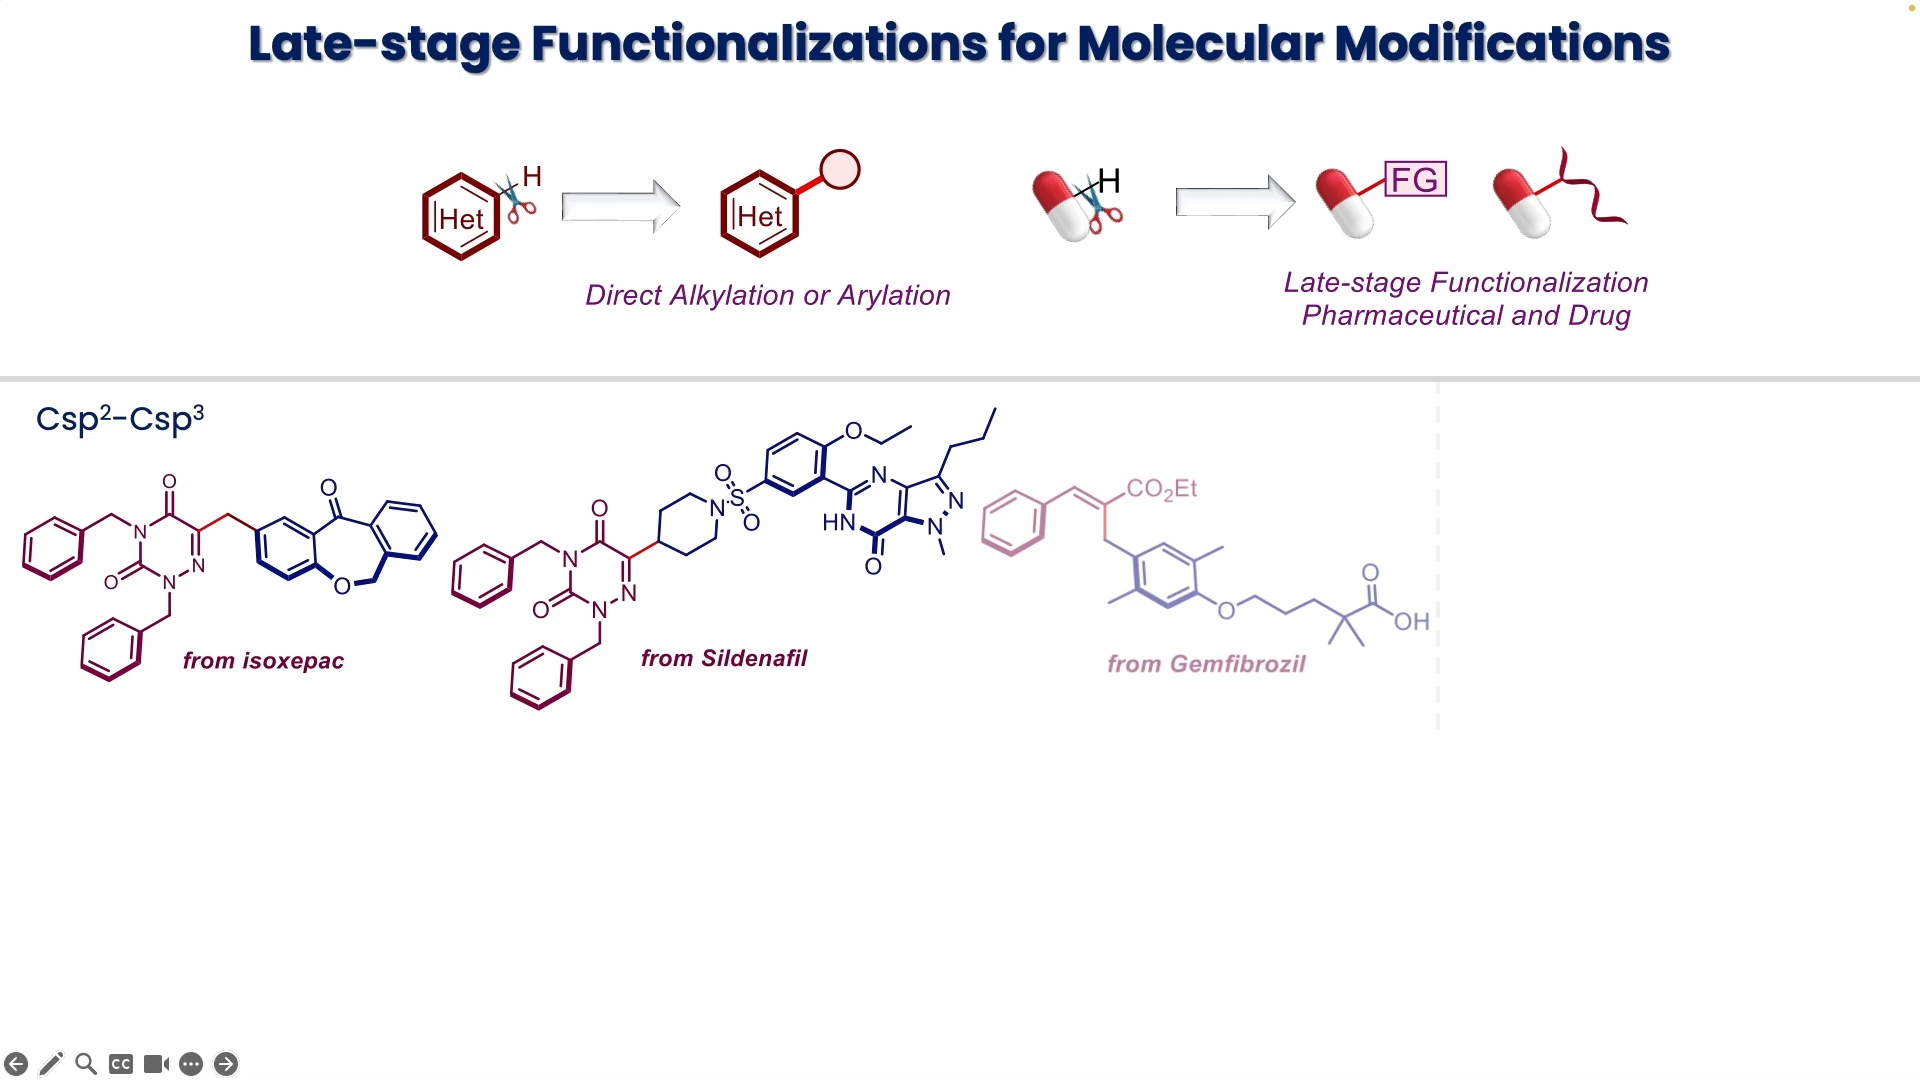 Late-stage Functionalizations for Molecular Modifications
Het
H
Het
H
FG
Direct Alkylation or Arylation
Late-stage Functionalization
Pharmaceutical and Drug
Csp²-Csp³
O
N
O
N
N
O
O
from isoxepac
O
N
O
N
N
N
O
S
O
O
N
HN
O
N
N
from Sildenafil
CO₂Et
O
O
OH
from Gemfibrozil
CC